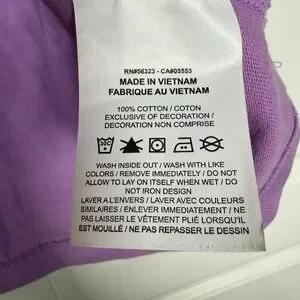 RN#56323 - CA#05553
MADE IN VIETNAM
FABRIQUE AU VIETNAM
100% COTTON / COTON
EXCLUSIVE OF DECORATION /
DECORATION NON COMPRISE
WASH INSIDE OUT / WASH WITH LIKE
COLORS / REMOVE IMMEDIATELY / DO NOT
ALLOW TO LAY ON ITSELF WHEN WET / DO
NOT IRON DESIGN
LAVER A L'ENVERS / LAVER AVEC COULEURS
SIMILAIRES / ENLEVER IMMEDIATEMENT / NE
PAS LAISSER LE VÊTEMENT PLIÉ LORSQU'IL
EST MOUILLÉ / NE PAS REPASSER LE DESSIN